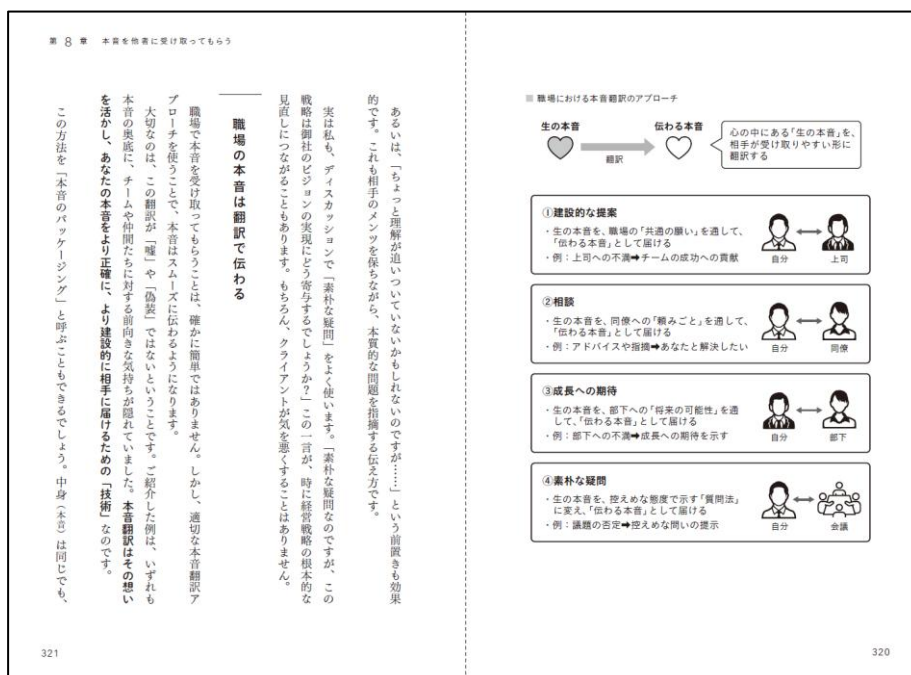 ■ 職場における本音翻訳のアプローチ
生の本音
翻訳
伝わる本音
心の中にある「生の本音」を、
相手が受け取りやすい形に
翻訳する
①建設的な提案
・生の本音を、職場の「共通の願い」を通して、
「伝わる本音」として届ける
・例：上司への不満➡チームの成功への貢献
自分
上司
②相談
・生の本音を、同僚への「頼みごと」を通して、
「伝わる本音」として届ける
・例：アドバイスや指摘➡あなたと解決したい
自分
同僚
③成長への期待
・生の本音を、部下への「将来の可能性」を通
して、「伝わる本音」として届ける
・例：部下への不満➡成長への期待を示す
自分
部下
④素朴な疑問
・生の本音を、控えめな態度で示す「質問法」
に変え、「伝わる本音」として届ける
・例：議題の否定➡控えめな問いの提示
自分
会議
320
第8章 本音を他者に受け取ってもらう
あるいは、「ちょっと理解が追いついていないかもしれないのですが……」という前置きも効果
的です。これも相手のメンツを保ちながら、本質的な問題を指摘する伝え方です。
実は私も、ディスカッションで「素朴な疑問」をよく使います。「素朴な疑問なのですが、この
戦略は御社のビジョンの実現にどう寄与するでしょうか？」この一言が、時に経営戦略の根本的な
見直しにつながることもあります。もちろん、クライアントが気を悪くすることはありません。
職場の本音は翻訳で伝わる
職場で本音を受け取ってもらうことは、確かに簡単ではありません。しかし、適切な本音翻訳ア
プローチを使うことで、本音はスムーズに伝わるようになります。
大切なのは、この翻訳が「嘘」や「偽装」ではないということです。ご紹介した例は、いずれも
本音の奥底に、チームや仲間たちに対する前向きな気持ちが隠れていました。本音翻訳はその想い
を活かし、あなたの本音をより正確に、より建設的に相手に届けるための「技術」なのです。
この方法を「本音のパッケージング」と呼ぶこともできるでしょう。中身（本音）は同じでも、
321